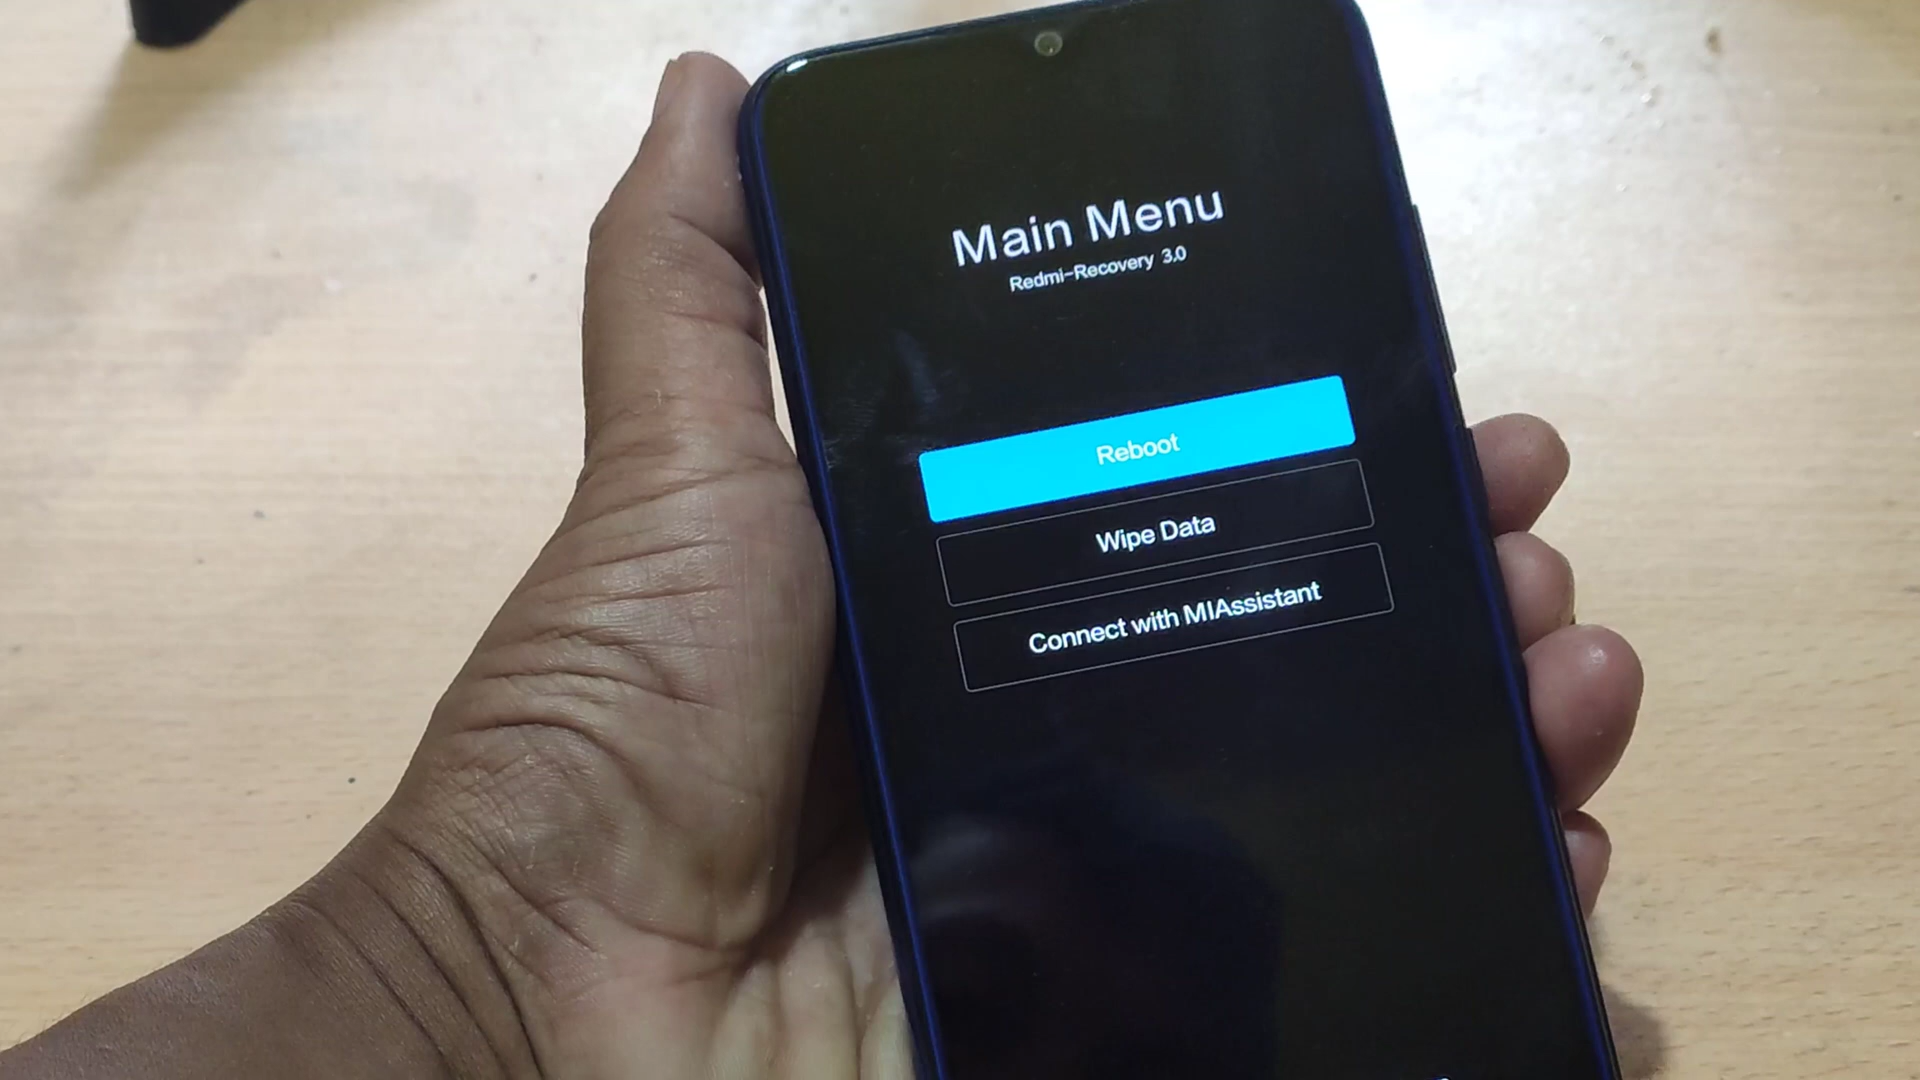 Main Menu
Redmi-Recovery 3.0
Reboot
Wipe Data
Connect with MIAssistant